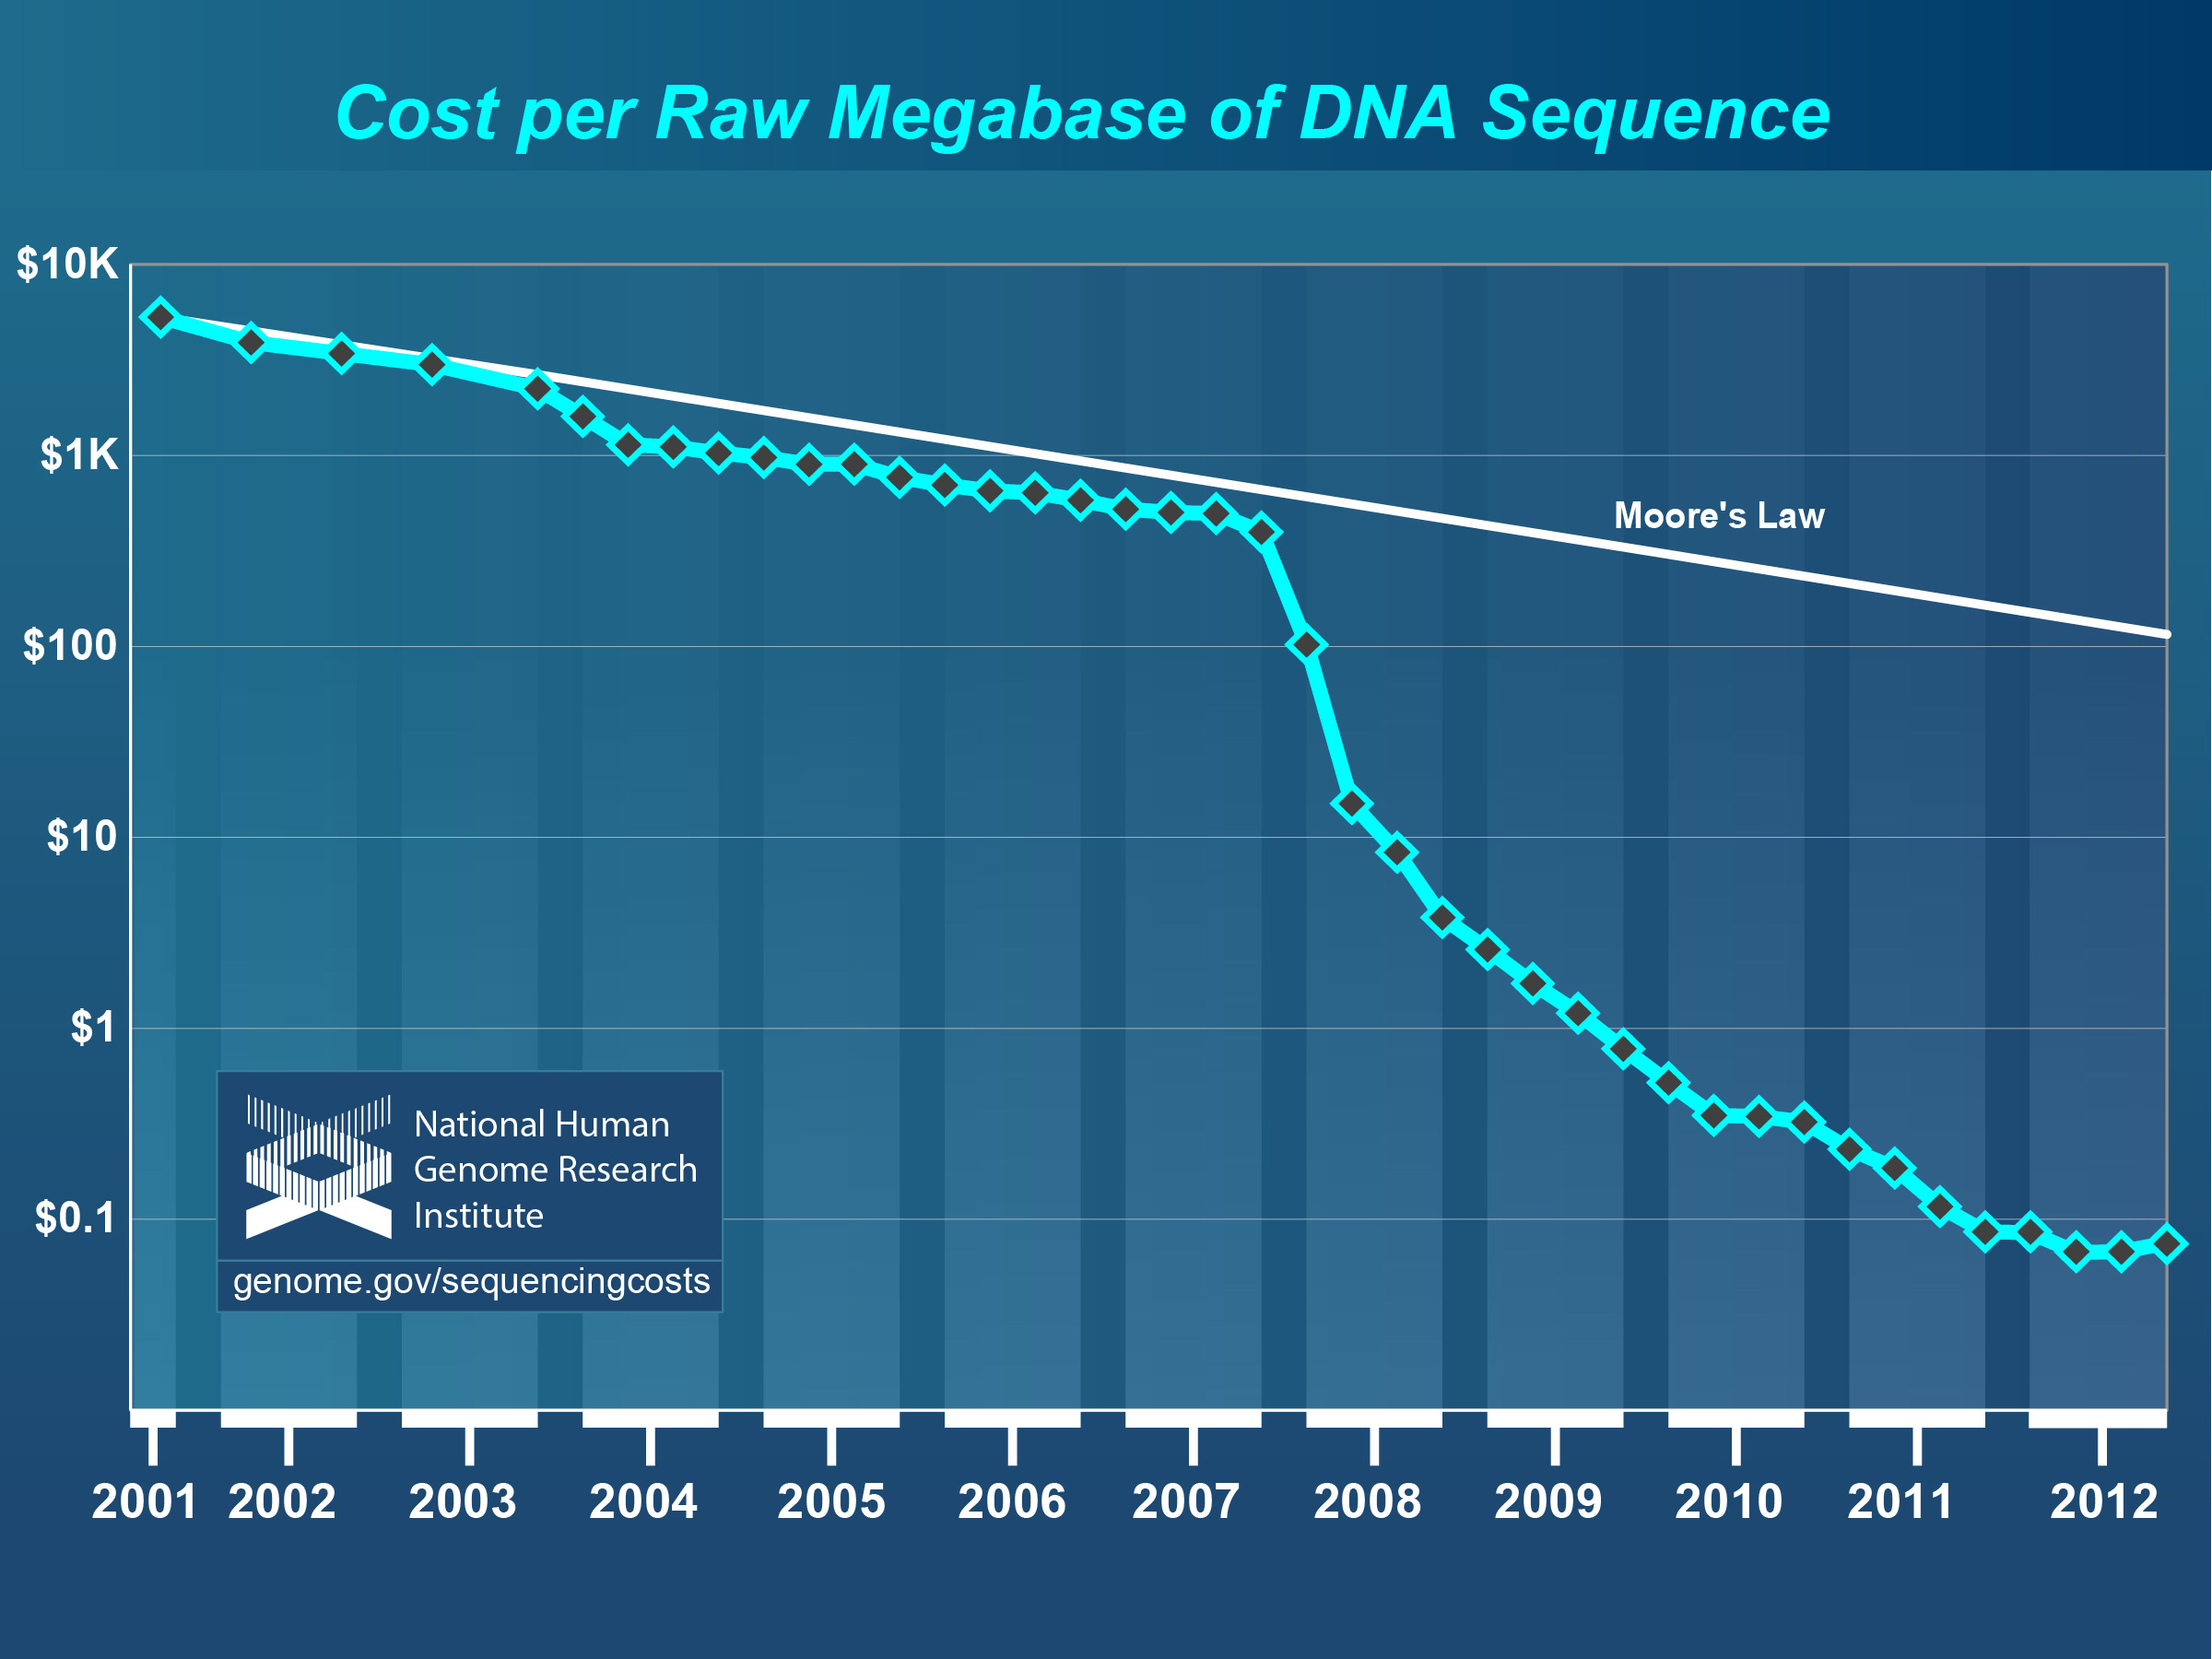 Cost per Raw Megabase of DNA Sequence
$10K
$1K
$100
$10
$1
$0.1
Moore's Law
National Human
Genome Research
Institute
genome.gov/sequencingcosts
2001 2002 2003 2004 2005 2006 2007 2008 2009 2010 2011 2012